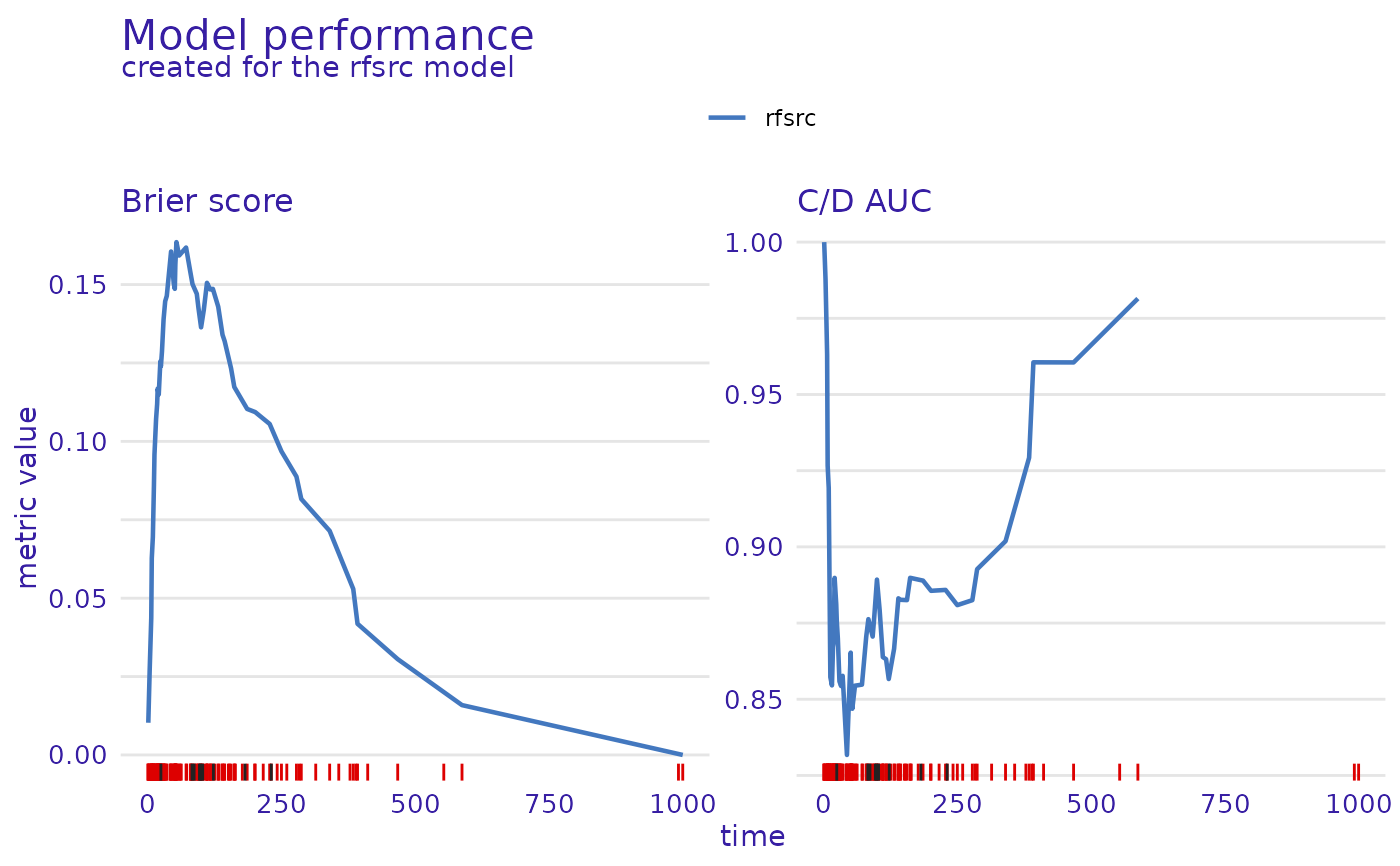 Model performance
created for the rfsrc model
rfsrc
Brier score
C/D AUC
metric value
0.15
0.10
0.05
0.00
0 250 500 750 1000
1.00
0.95
0.90
0.85
0 250 500 750 1000
time